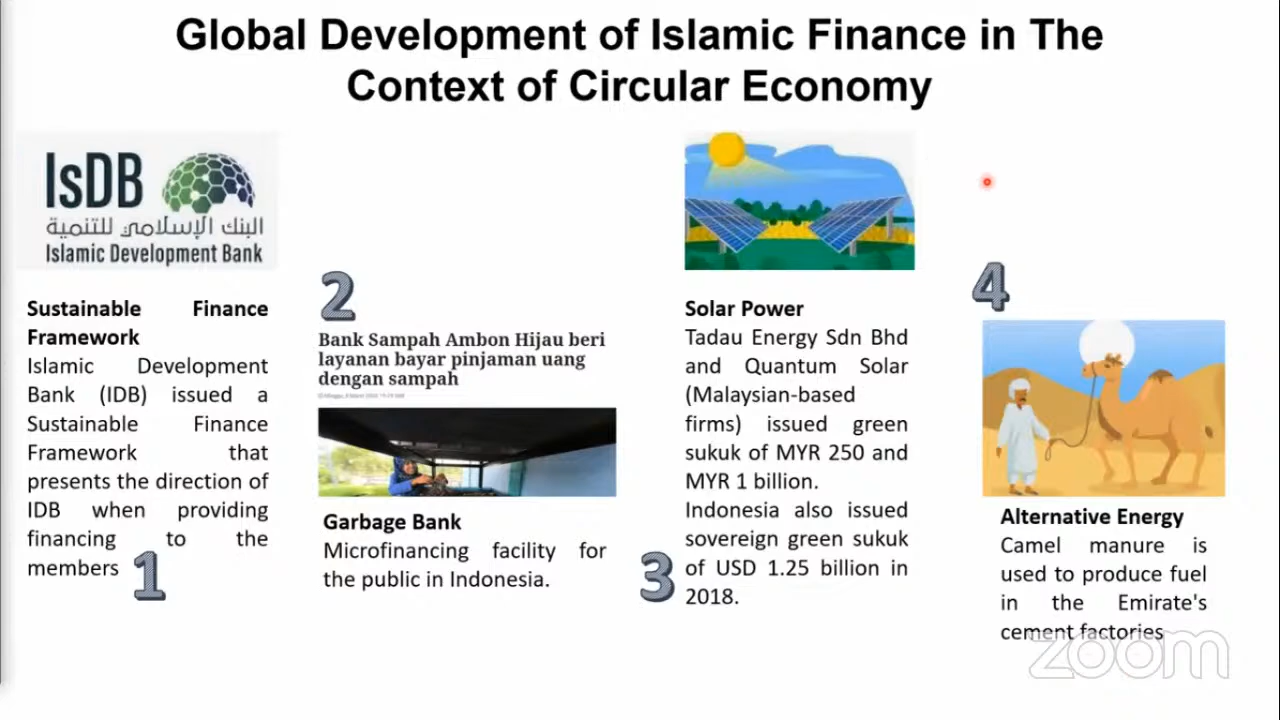 Global Development of Islamic Finance in The
Context of Circular Economy
IsDB
البنك الإسلامي للتنمية
Islamic Development Bank
Sustainable Finance
Framework
Islamic Development
Bank (IDB) issued a
Sustainable Finance
Framework that
presents the direction of
IDB when providing
financing to the
members
1
2
Bank Sampah Ambon Hijau beri
layanan bayar pinjaman uang
dengan sampah
Garbage Bank
Microfinancing facility for
the public in Indonesia.
3
Solar Power
Tadau Energy Sdn Bhd
and Quantum Solar
(Malaysian-based
firms) issued green
sukuk of MYR 250 and
MYR 1 billion.
Indonesia also issued
sovereign green sukuk
of USD 1.25 billion in
2018.
4
Alternative Energy
Camel manure is
used to produce fuel
in the Emirate's
cement factories
zoom